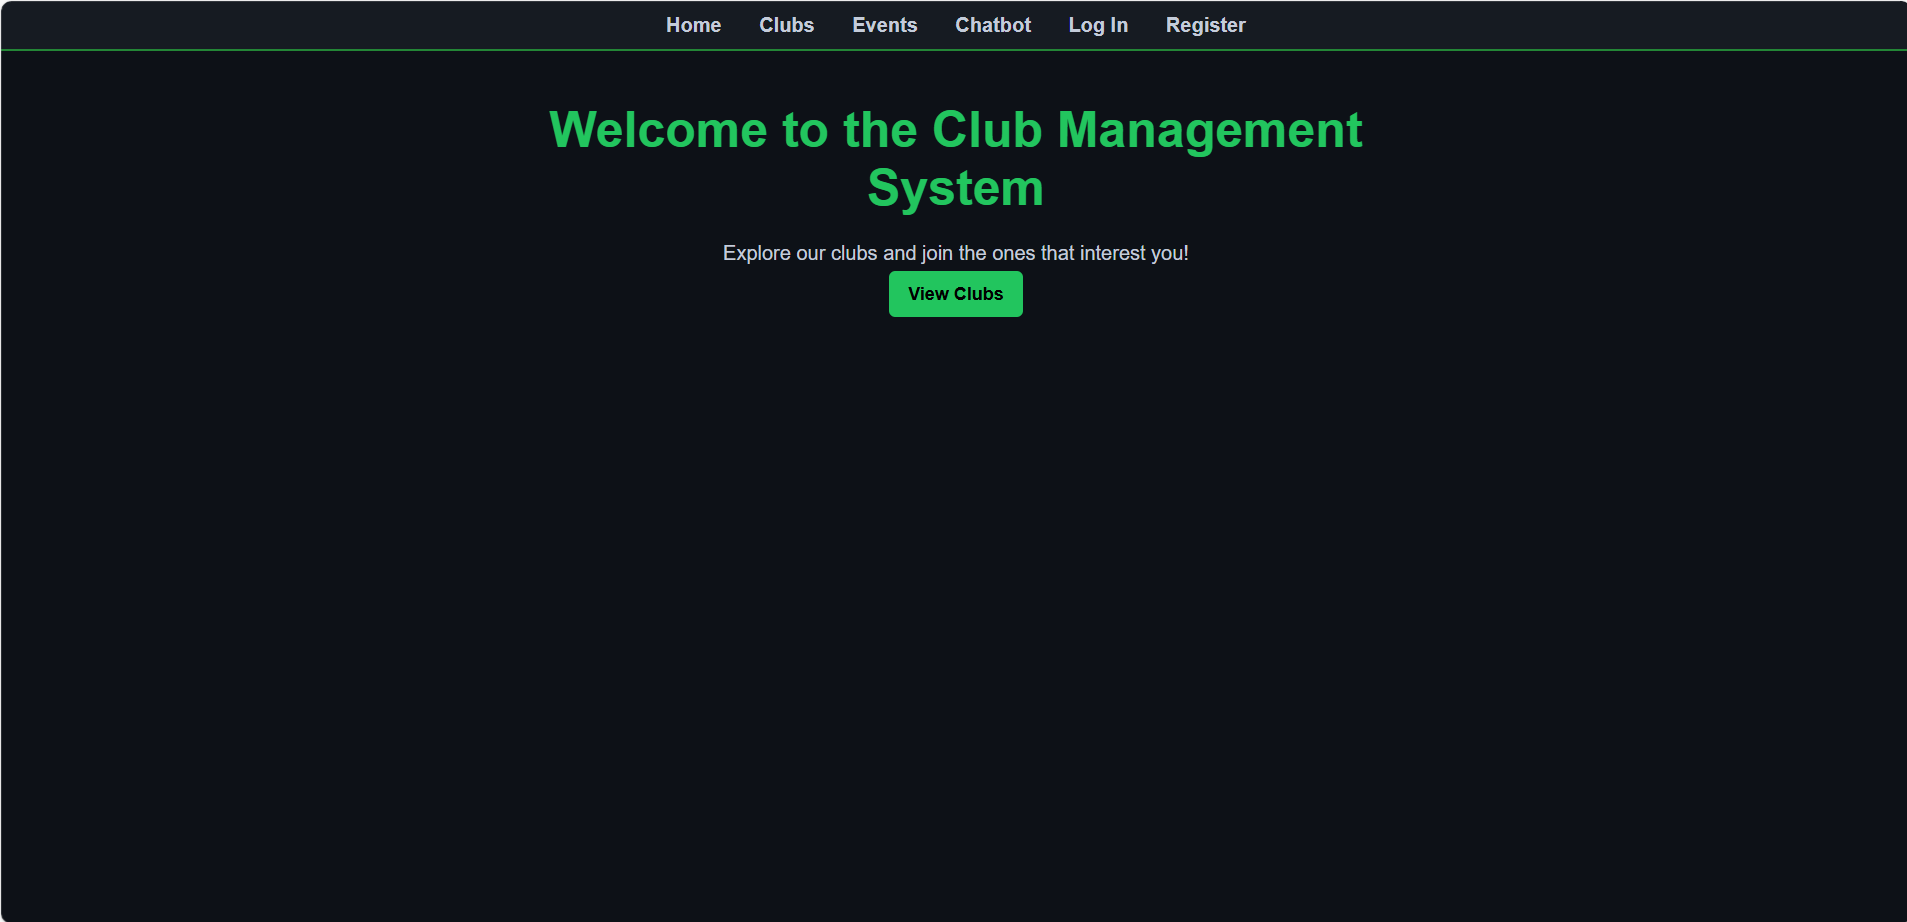 Home Clubs Events Chatbot Log In Register
Welcome to the Club Management
System
Explore our clubs and join the ones that interest you!
View Clubs